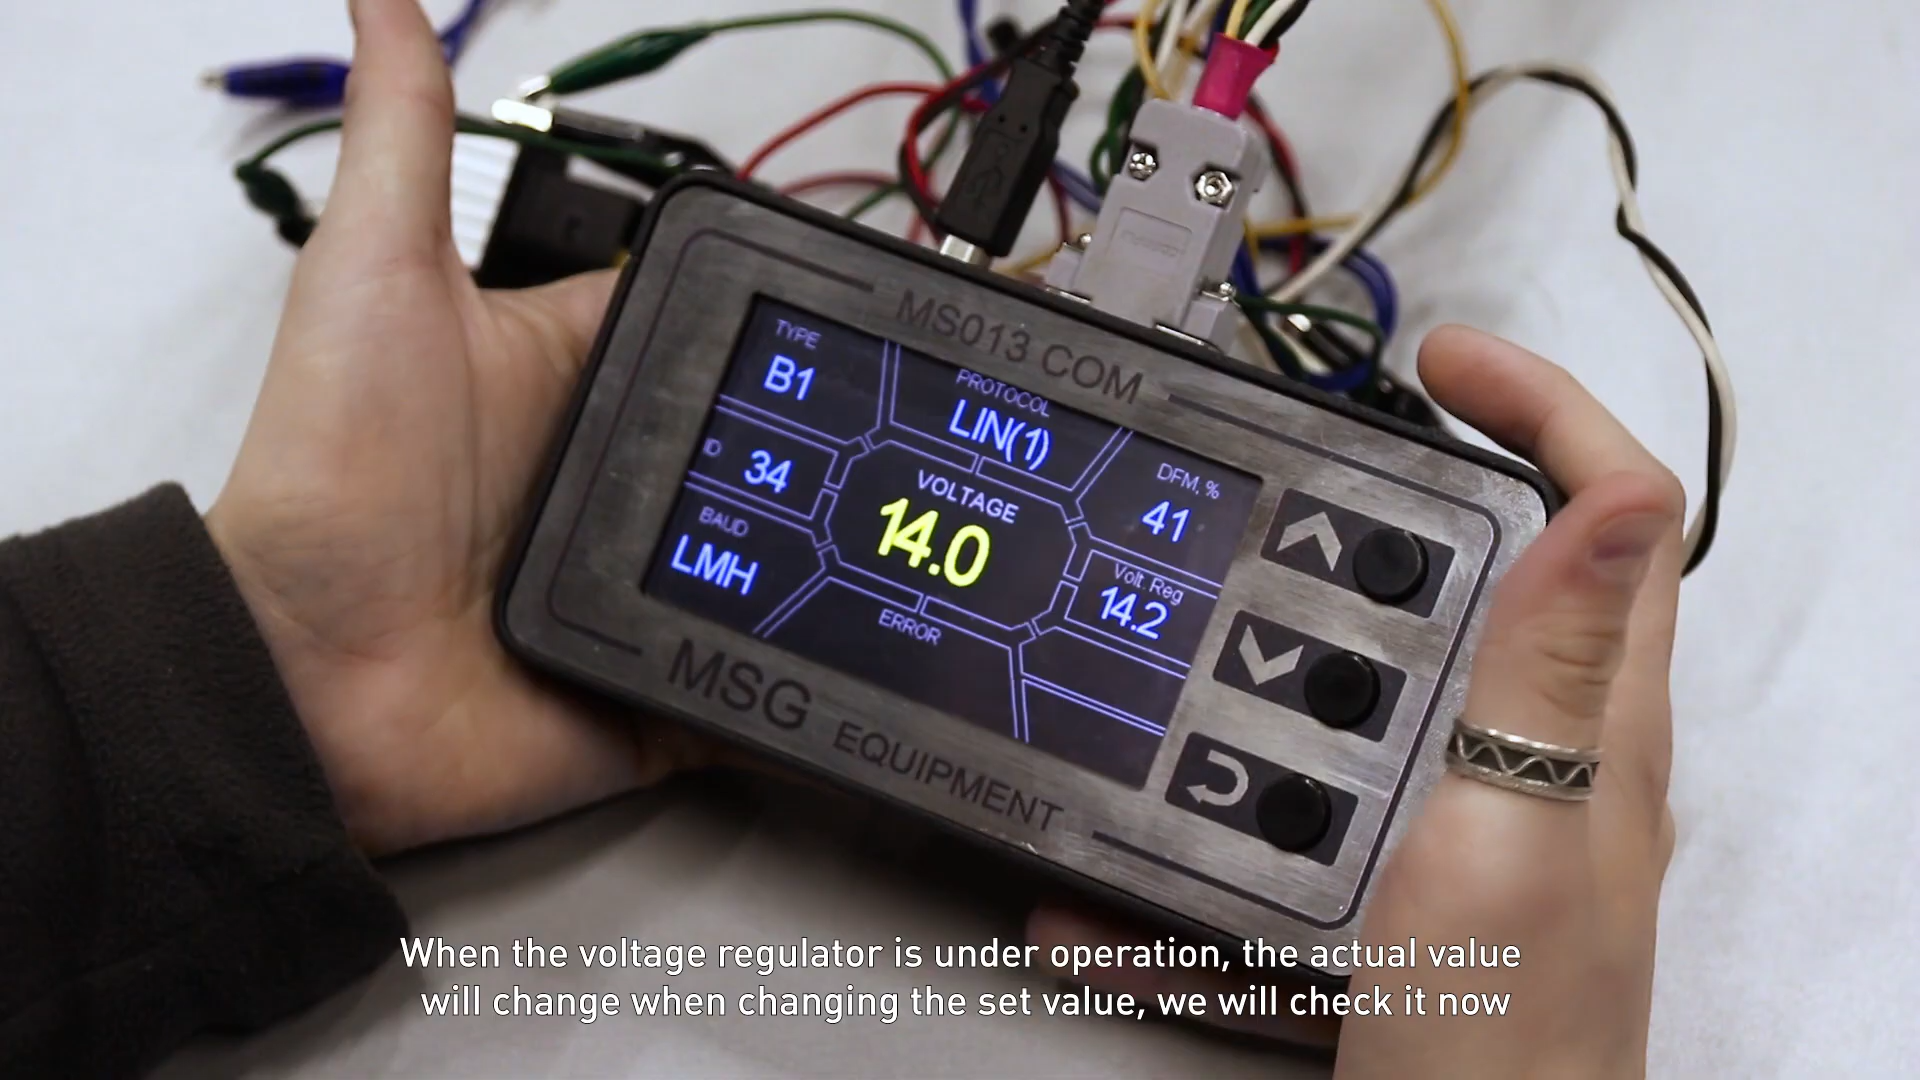 MS013 COM
TYPE
B1
PROTOCOL
LIN(1)
DFM, %
41
ID
34
VOLTAGE
14.0
Volt. Reg
14.2
BAUD
LMH
ERROR
MSG EQUIPMENT
When the voltage regulator is under operation, the actual value
will change when changing the set value, we will check it now